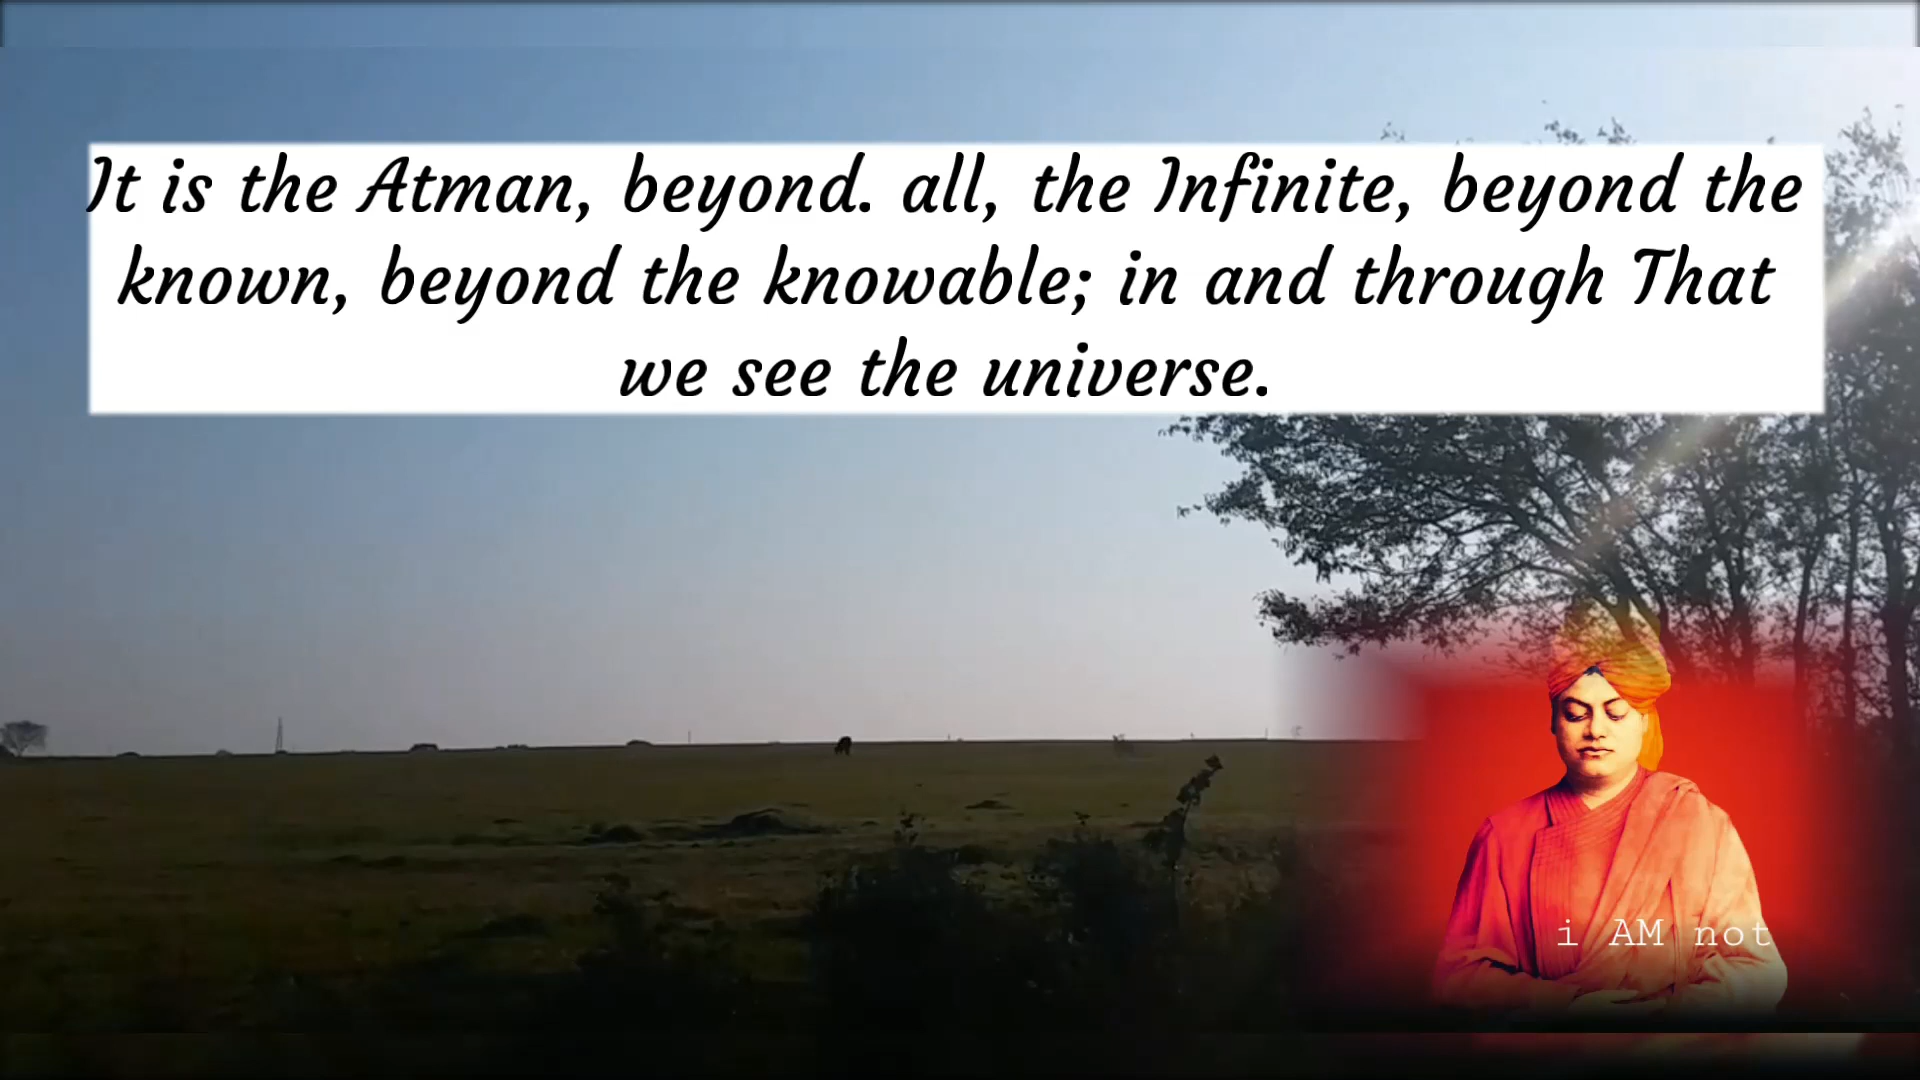 It is the Atman, beyond. all, the Infinite, beyond the
known, beyond the knowable; in and through That
we see the universe.
i AM not